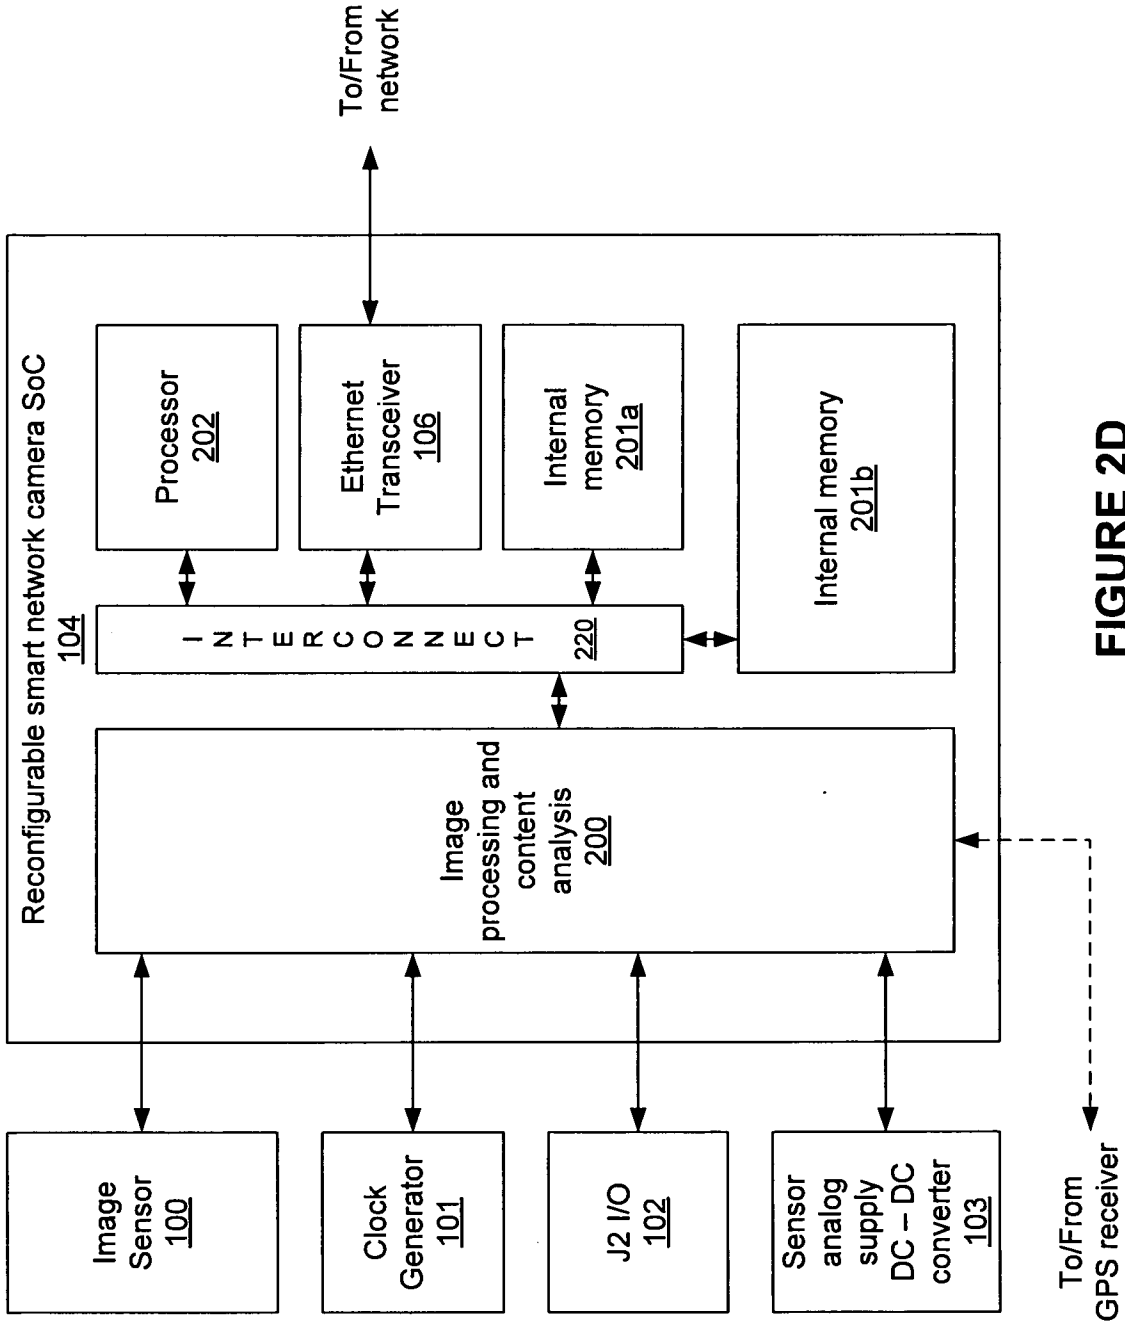 Reconfigurable smart network camera SoC
104
Image
Sensor
100
Clock
Generator
101
J2 I/O
102
Sensor
analog
supply
DC – DC
converter
103
To/From
GPS receiver
Image
processing and
content
analysis
200
INTERCONNECT
220
Processor
202
Ethernet
Transceiver
106
Internal
memory
201a
Internal memory
201b
To/From
network
FIGURE 2D